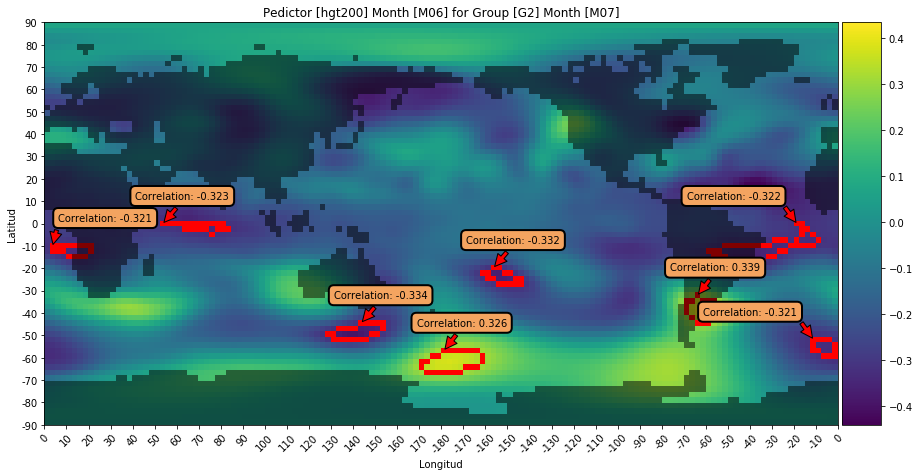 Pedictor [hgt200] Month [M06] for Group [G2] Month [M07]
90
80
70
60
50
40
30
20
10
0
-10
-20
-30
-40
-50
-60
-70
-80
-90
Latitud
Correlation: -0.323
Correlation: -0.322
Correlation: -0.321
Correlation: -0.332
Correlation: 0.339
Correlation: -0.334
Correlation: -0.321
Correlation: 0.326
0 10 20 30 40 50 60 70 80 90 100 110 120 130 140 150 160 170 -180 -170 -160 -150 -140 -130 -120 -110 -100 -90 -80 -70 -60 -50 -40 -30 -20 -10 0
Longitud
0.4
0.3
0.2
0.1
0.0
-0.1
-0.2
-0.3
-0.4